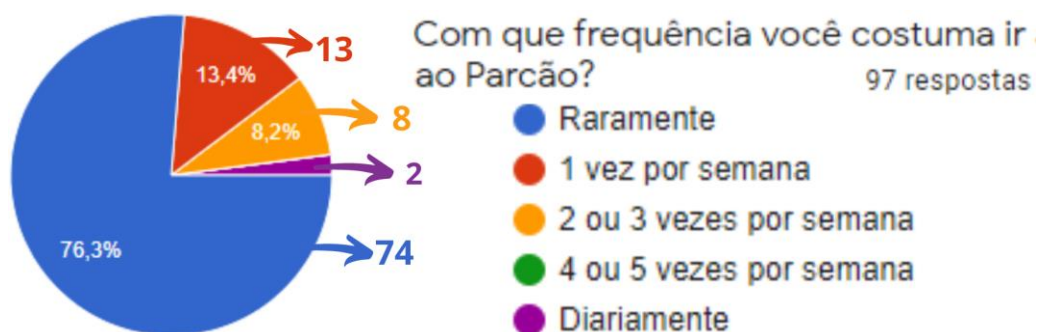 Com que frequência você costuma ir
ao Parcão?
97 respostas
13
13,4%
8
8,2%
2
74
76,3%
Raramente
1 vez por semana
2 ou 3 vezes por semana
4 ou 5 vezes por semana
Diariamente